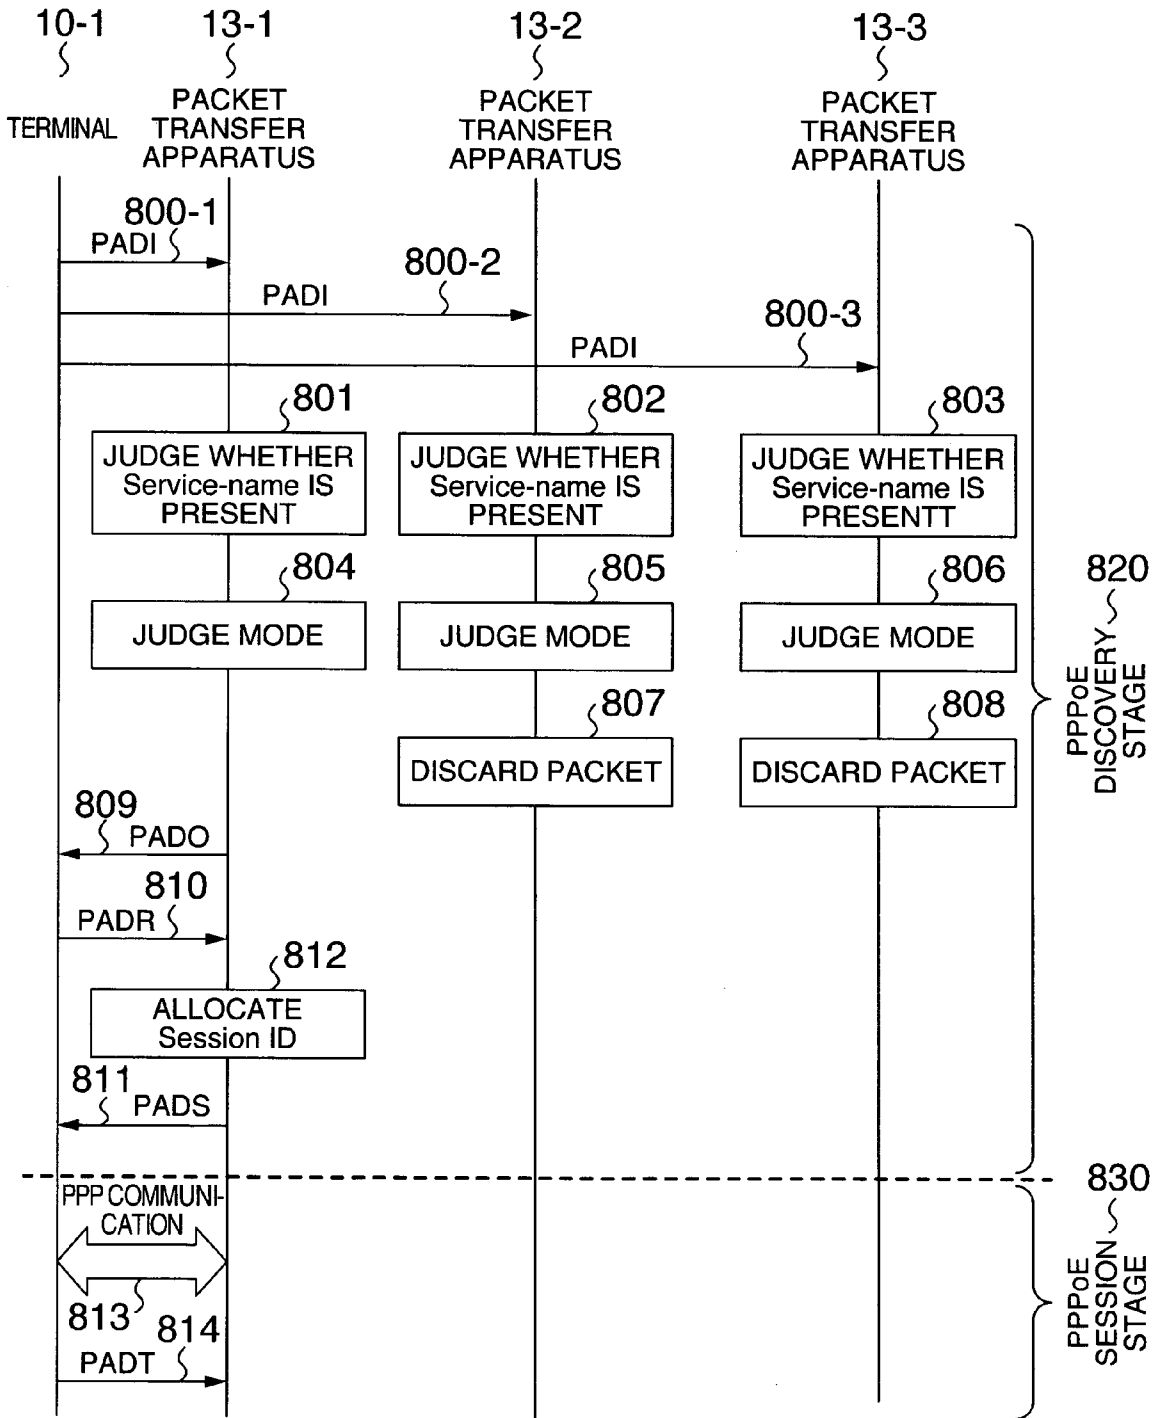 10-1
13-1
13-2
13-3
TERMINAL
PACKET
TRANSFER
APPARATUS
PACKET
TRANSFER
APPARATUS
PACKET
TRANSFER
APPARATUS
800-1
PADI
800-2
PADI
800-3
PADI
801
802
803
JUDGE WHETHER
Service-name IS
PRESENT
JUDGE WHETHER
Service-name IS
PRESENT
JUDGE WHETHER
Service-name IS
PRESENTT
804
805
806
JUDGE MODE
JUDGE MODE
JUDGE MODE
807
808
DISCARD PACKET
DISCARD PACKET
820
PPPoE
DISCOVERY
STAGE
809
PADO
810
PADR
812
ALLOCATE
Session ID
811
PADS
830
PPPoE
SESSION
STAGE
PPP COMMUNI-
CATION
813
814
PADT